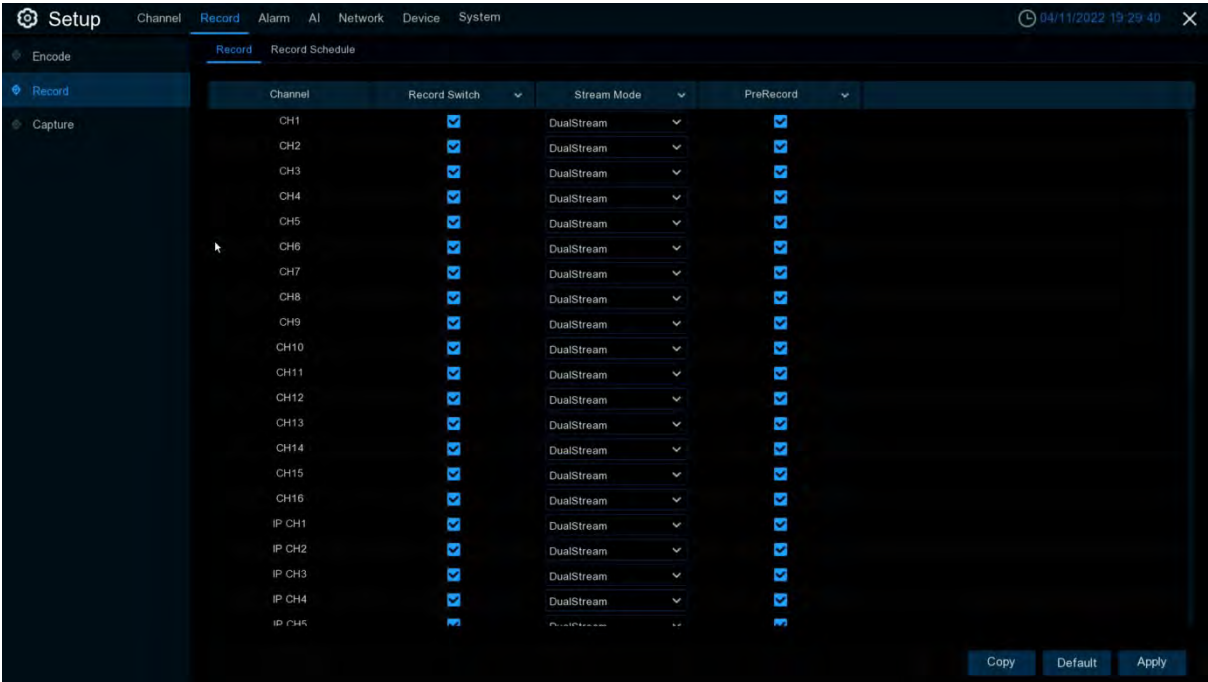 Setup Channel Record Alarm AI Network Device System 04/11/2022 19:29:40
Encode
Record
Capture
Record Record Schedule
Channel Record Switch Stream Mode PreRecord
CH1 DualStream
CH2 DualStream
CH3 DualStream
CH4 DualStream
CH5 DualStream
CH6 DualStream
CH7 DualStream
CH8 DualStream
CH9 DualStream
CH10 DualStream
CH11 DualStream
CH12 DualStream
CH13 DualStream
CH14 DualStream
CH15 DualStream
CH16 DualStream
IP CH1 DualStream
IP CH2 DualStream
IP CH3 DualStream
IP CH4 DualStream
IP CH5 DualStream
Copy Default Apply